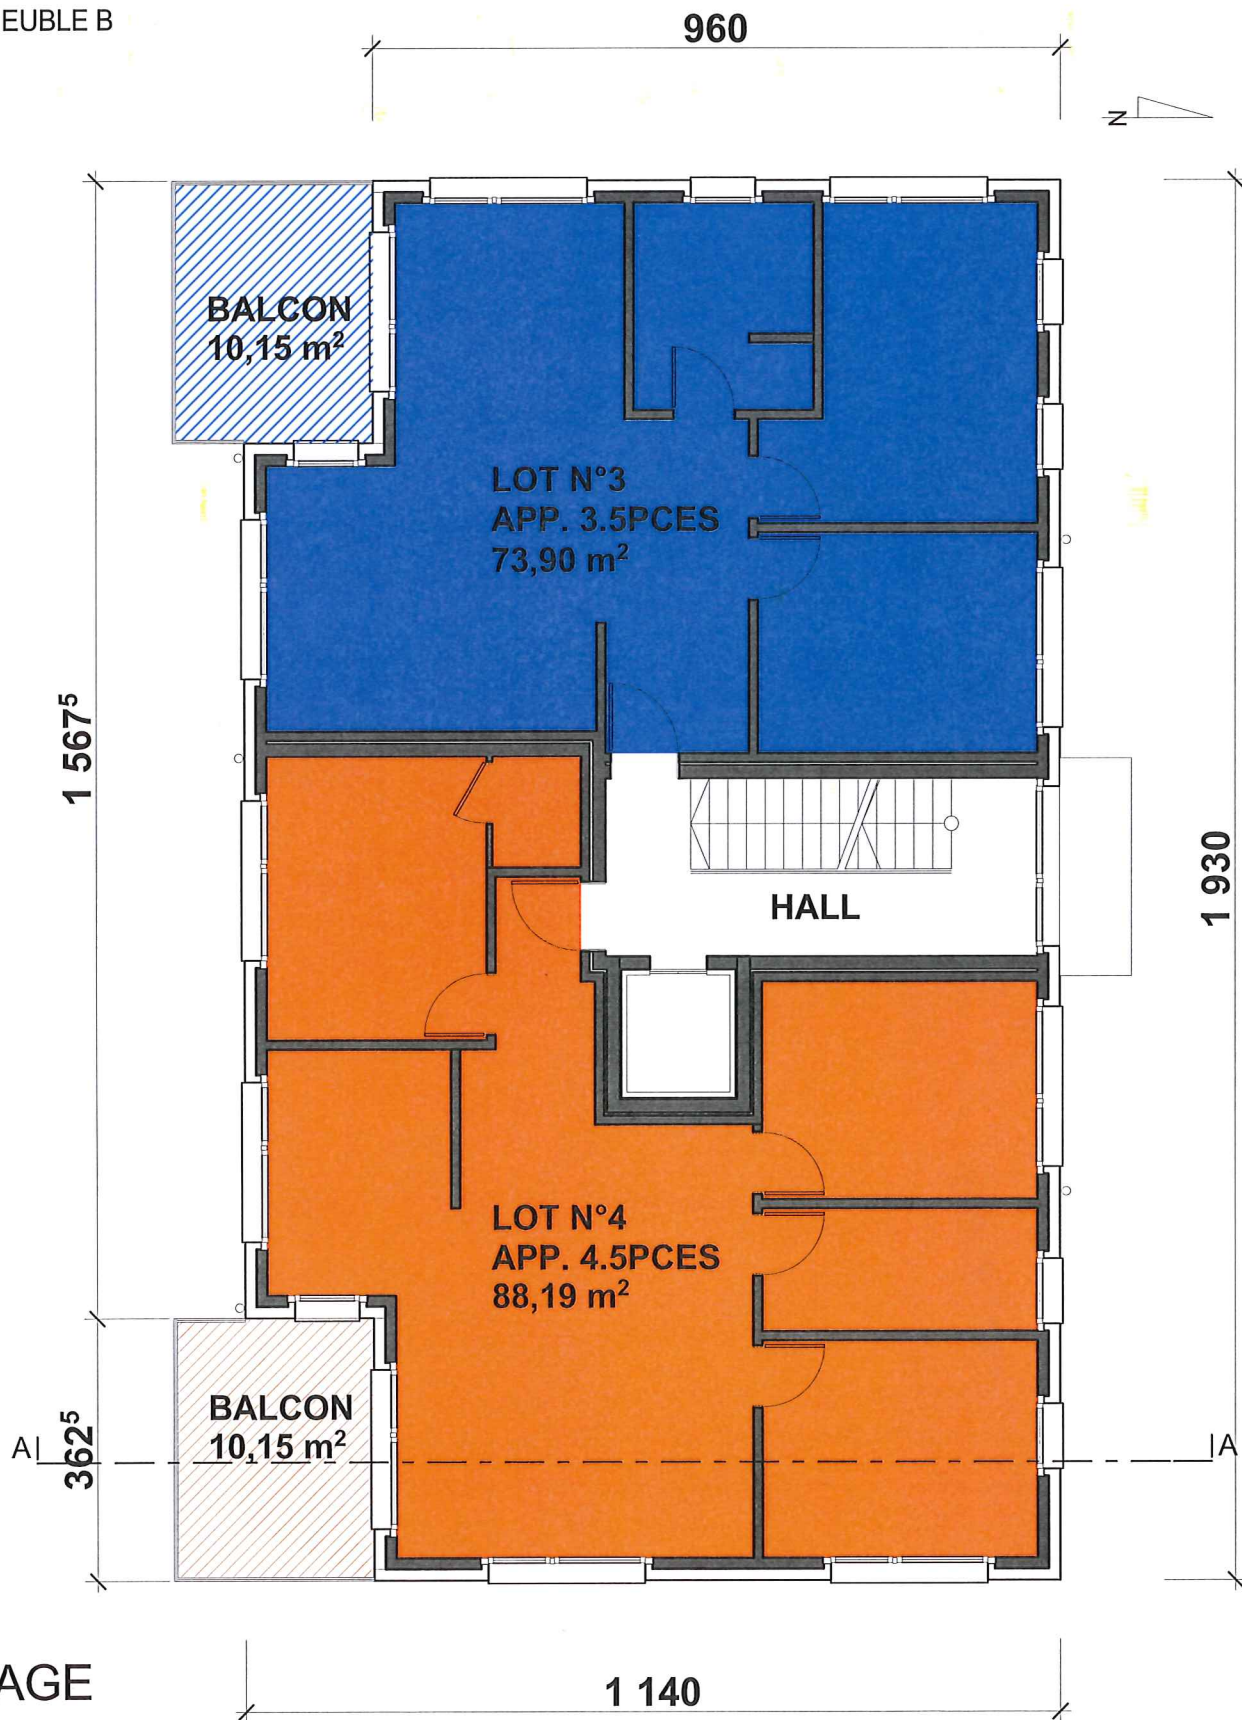 EUBLE B
960
N
BALCON
10,15 m²
LOT N°3
APP. 3.5PCES
73,90 m²
1 567⁵
1 930
HALL
LOT N°4
APP. 4.5PCES
88,19 m²
BALCON
10,15 m²
362⁵
A
A
AGE
1 140